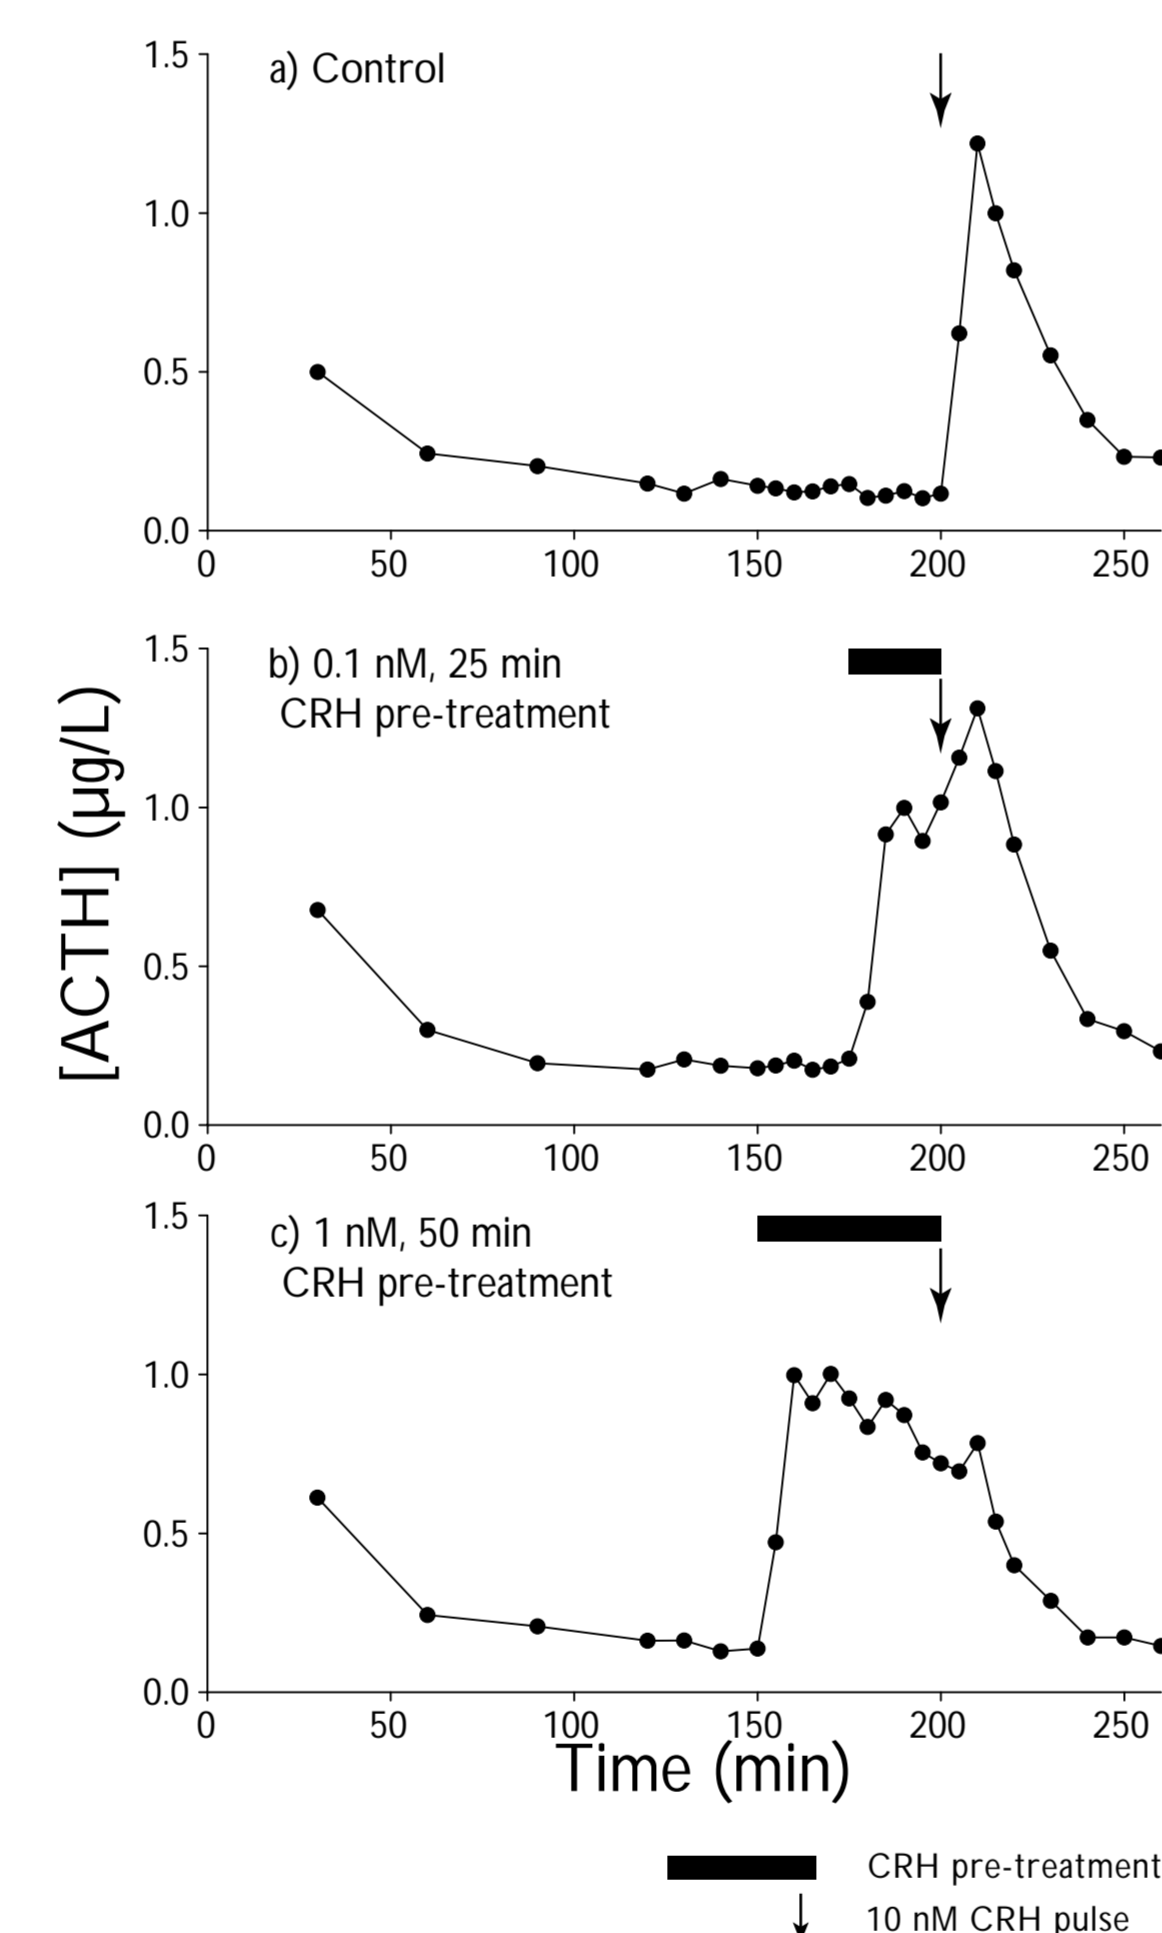 1.5
a) Control
1.0
0.5
0.0
0 50 100 150 200 250
[ACTH] (µg/L)
1.5
b) 0.1 nM, 25 min
CRH pre-treatment
1.0
0.5
0.0
0 50 100 150 200 250
1.5
c) 1 nM, 50 min
CRH pre-treatment
1.0
0.5
0.0
0 50 100 150 200 250
Time (min)
CRH pre-treatment
10 nM CRH pulse